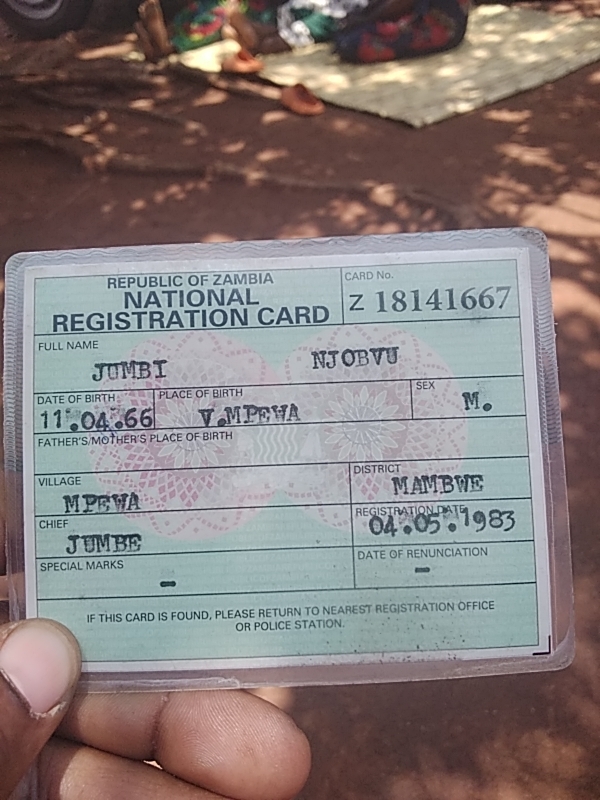 REPUBLIC OF ZAMBIA
NATIONAL
REGISTRATION CARD
CARD No.
Z 18141667
FULL NAME
JUMBI NJOBVU
DATE OF BIRTH PLACE OF BIRTH SEX
11.04.66 V.MPEWA M.
FATHER'S/MOTHER'S PLACE OF BIRTH
VILLAGE DISTRICT
MPEWA MAMBWE
CHIEF REGISTRATION DATE
JUMBE 04.05.1983
SPECIAL MARKS DATE OF RENUNCIATION
- -
IF THIS CARD IS FOUND, PLEASE RETURN TO NEAREST REGISTRATION OFFICE
OR POLICE STATION.